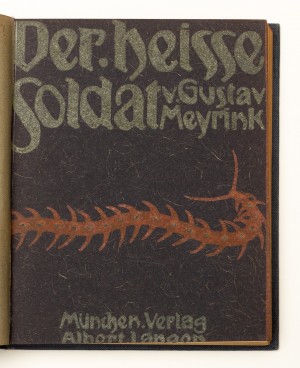 Der. heisse
Soldat v. Gustav
Meyrink
München. Verlag
Albert Langen